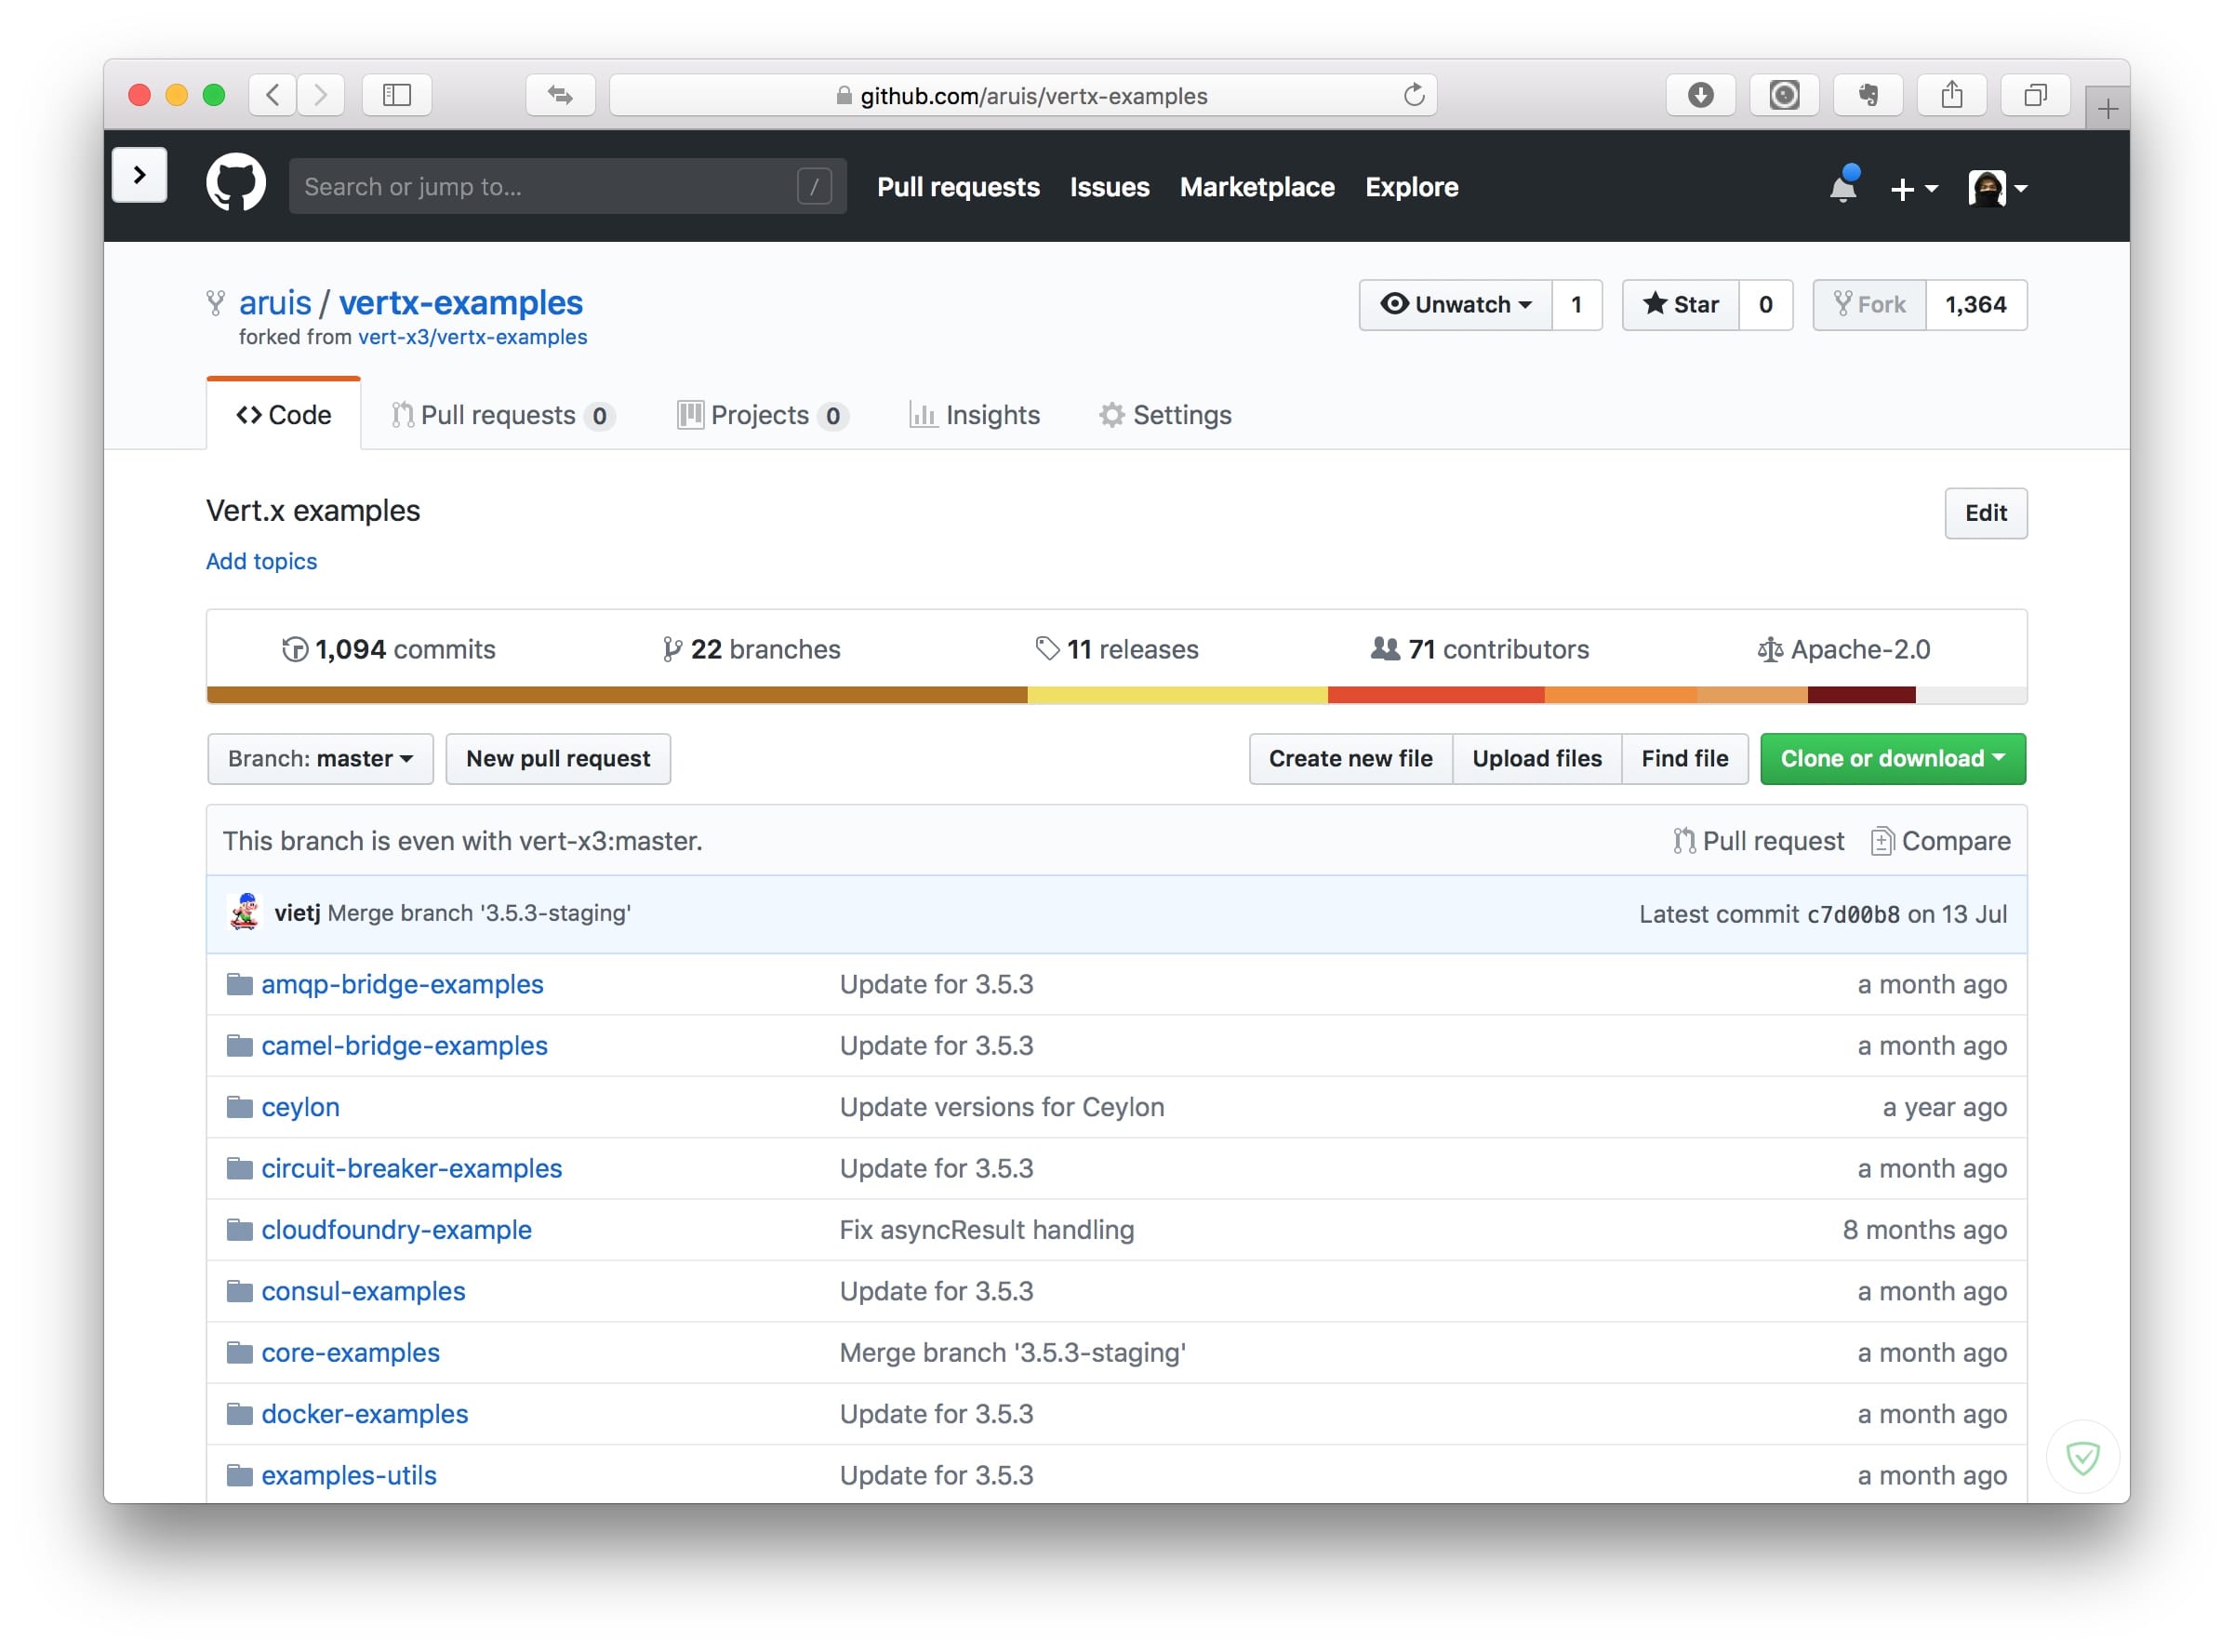 github.com/aruis/vertx-examples
Search or jump to... / Pull requests Issues Marketplace Explore
aruis / vertx-examples Unwatch 1 Star 0 Fork 1,364
forked from vert-x3/vertx-examples
Code Pull requests 0 Projects 0 Insights Settings
Vert.x examples Edit
Add topics
1,094 commits 22 branches 11 releases 71 contributors Apache-2.0
Branch: master New pull request Create new file Upload files Find file Clone or download
This branch is even with vert-x3:master. Pull request Compare
vietj Merge branch '3.5.3-staging' Latest commit c7d00b8 on 13 Jul
amqp-bridge-examples Update for 3.5.3 a month ago
camel-bridge-examples Update for 3.5.3 a month ago
ceylon Update versions for Ceylon a year ago
circuit-breaker-examples Update for 3.5.3 a month ago
cloudfoundry-example Fix asyncResult handling 8 months ago
consul-examples Update for 3.5.3 a month ago
core-examples Merge branch '3.5.3-staging' a month ago
docker-examples Update for 3.5.3 a month ago
examples-utils Update for 3.5.3 a month ago